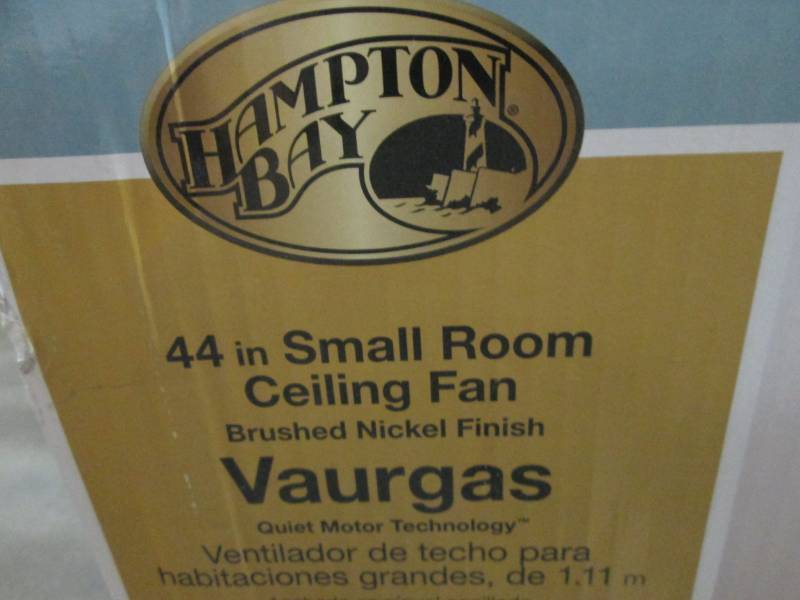 HAMPTON
BAY
®
44 in Small Room
Ceiling Fan
Brushed Nickel Finish
Vaurgas
Quiet Motor Technology™
Ventilador de techo para
habitaciones grandes, de 1.11 m